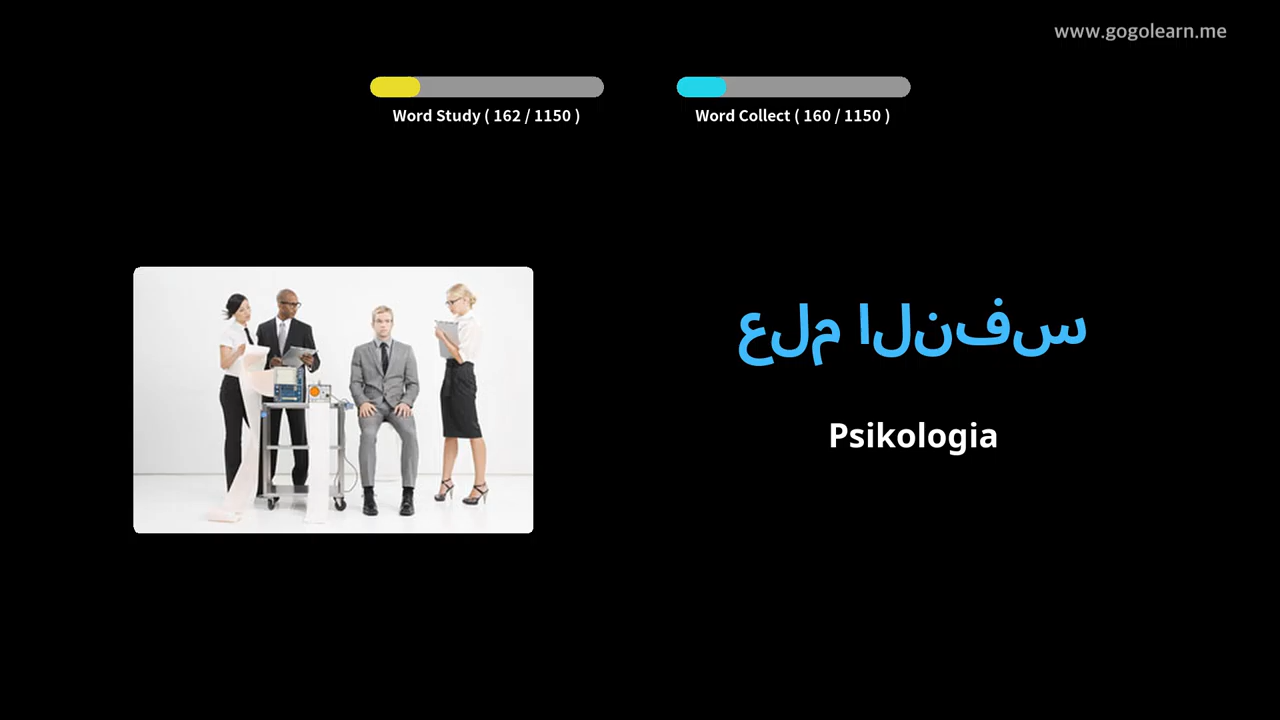 www.gogolearn.me
Word Study ( 162 / 1150 )
Word Collect ( 160 / 1150 )
علم النفس
Psikologia